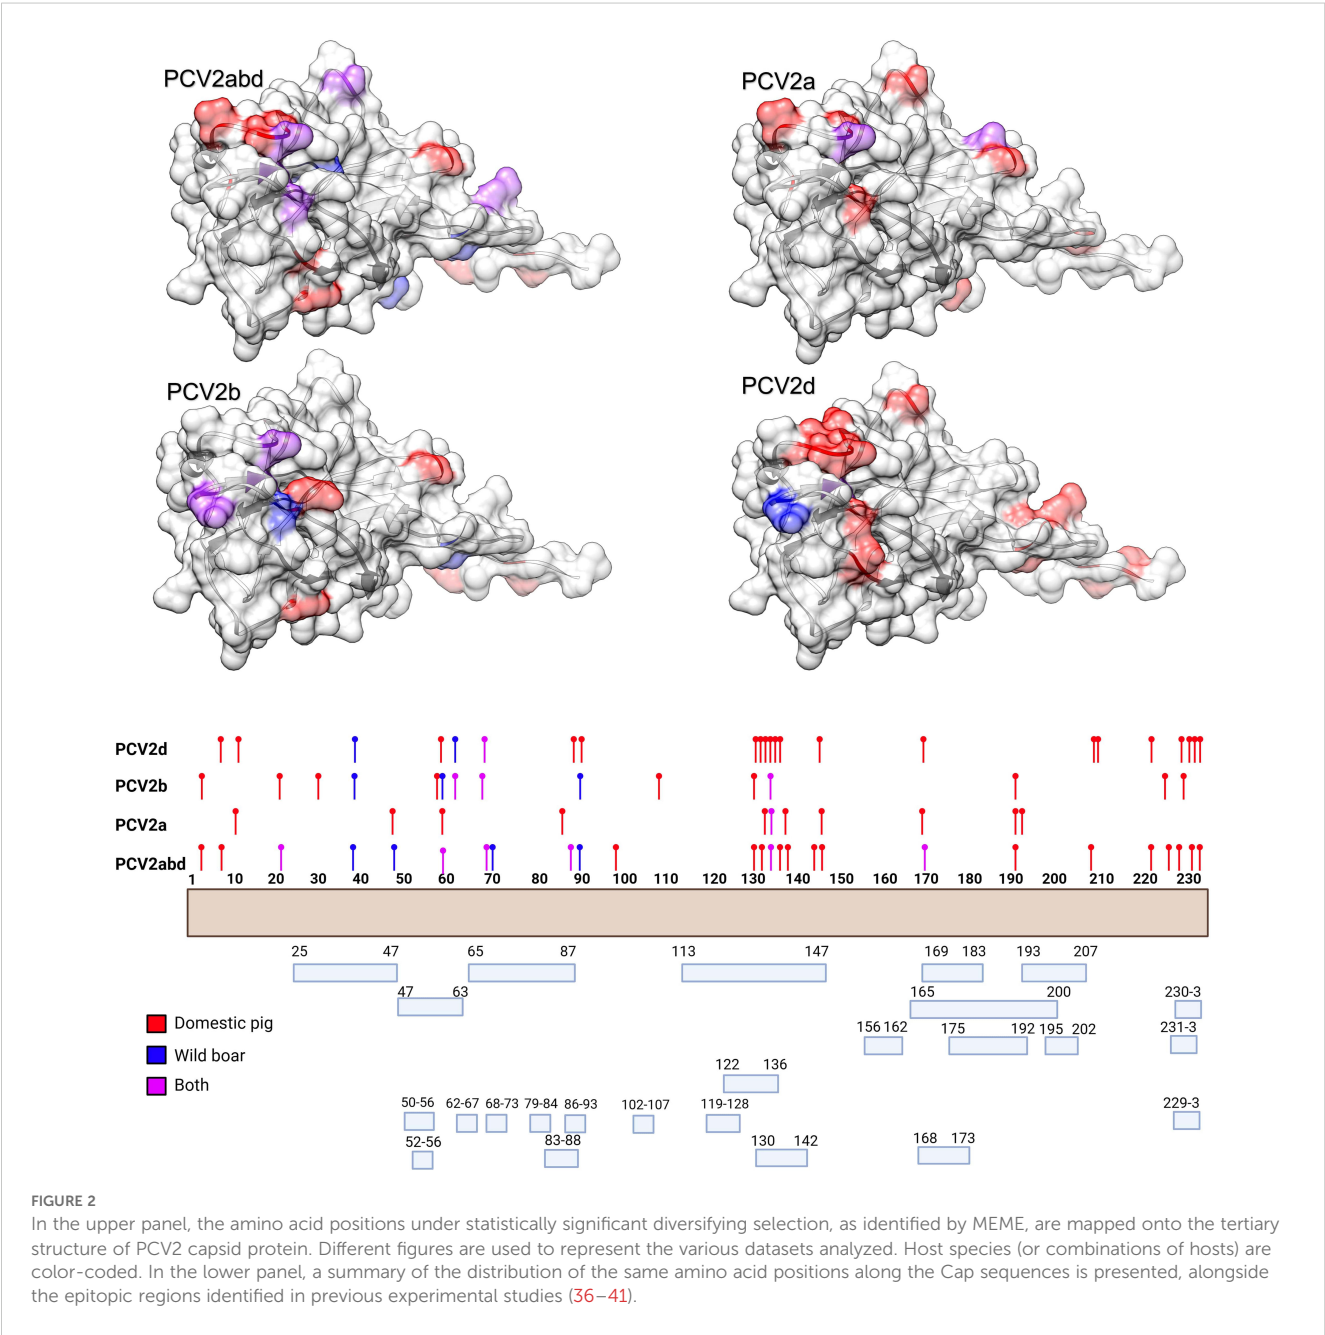 PCV2abd
PCV2a
PCV2b
PCV2d
PCV2d
PCV2b
PCV2a
PCV2abd
1 10 20 30 40 50 60 70 80 90 100 110 120 130 140 150 160 170 180 190 200 210 220 230
25 47 65 87 113 147 169 183 193 207
47 63 165 200 230-3
Domestic pig
156 162 175 192 195 202 231-3
Wild boar
122 136
Both
50-56 62-67 68-73 79-84 86-93 102-107 119-128 229-3
52-56 83-88 130 142 168 173
FIGURE 2
In the upper panel, the amino acid positions under statistically significant diversifying selection, as identified by MEME, are mapped onto the tertiary
structure of PCV2 capsid protein. Different figures are used to represent the various datasets analyzed. Host species (or combinations of hosts) are
color-coded. In the lower panel, a summary of the distribution of the same amino acid positions along the Cap sequences is presented, alongside
the epitopic regions identified in previous experimental studies (36–41).